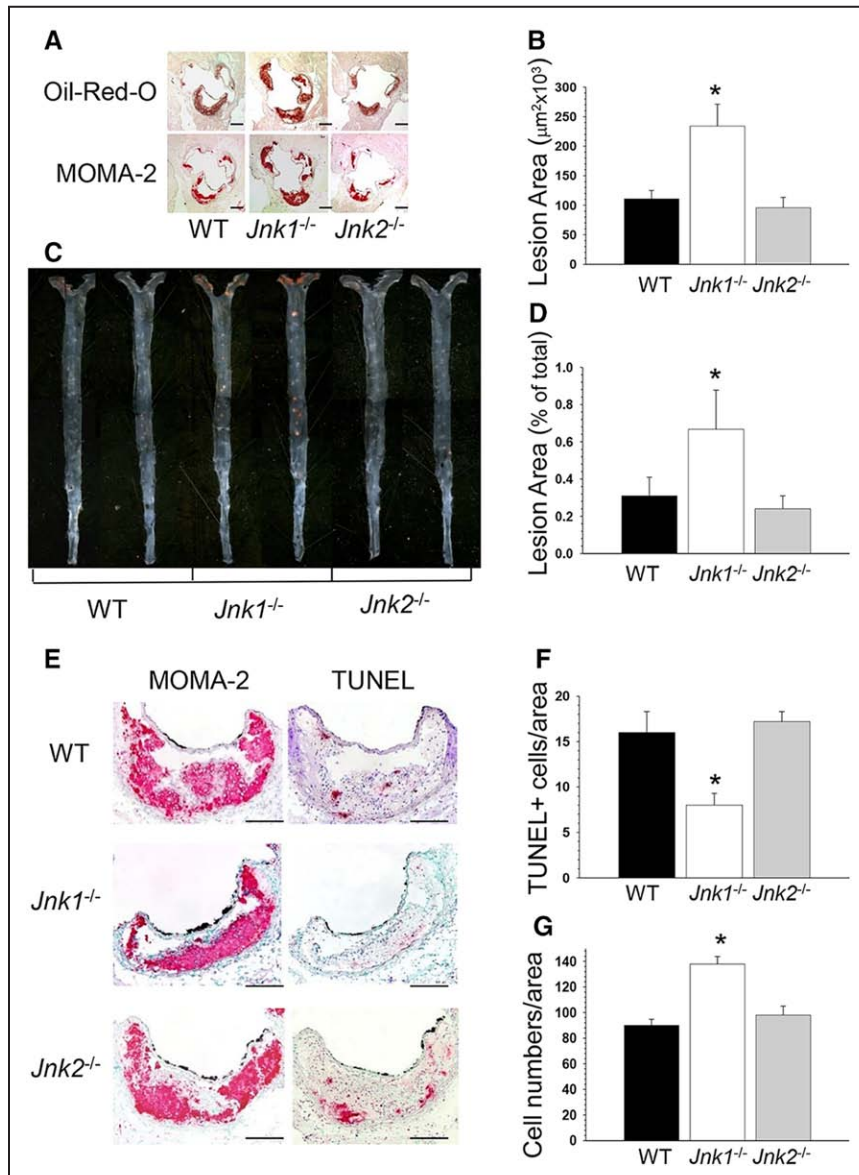 A
Oil-Red-O
MOMA-2
WT Jnk1-/- Jnk2-/-
B
Lesion Area (μm²x10³)
300
250
200
150
100
50
0
*
WT Jnk1-/- Jnk2-/-
C
WT Jnk1-/- Jnk2-/-
D
Lesion Area (% of total)
1.0
0.8
0.6
0.4
0.2
0.0
*
WT Jnk1-/- Jnk2-/-
E
MOMA-2 TUNEL
WT
Jnk1-/-
Jnk2-/-
F
TUNEL+ cells/area
20
15
10
5
0
*
WT Jnk1-/- Jnk2-/-
G
Cell numbers/area
140
120
100
80
60
40
20
0
*
WT Jnk1-/- Jnk2-/-